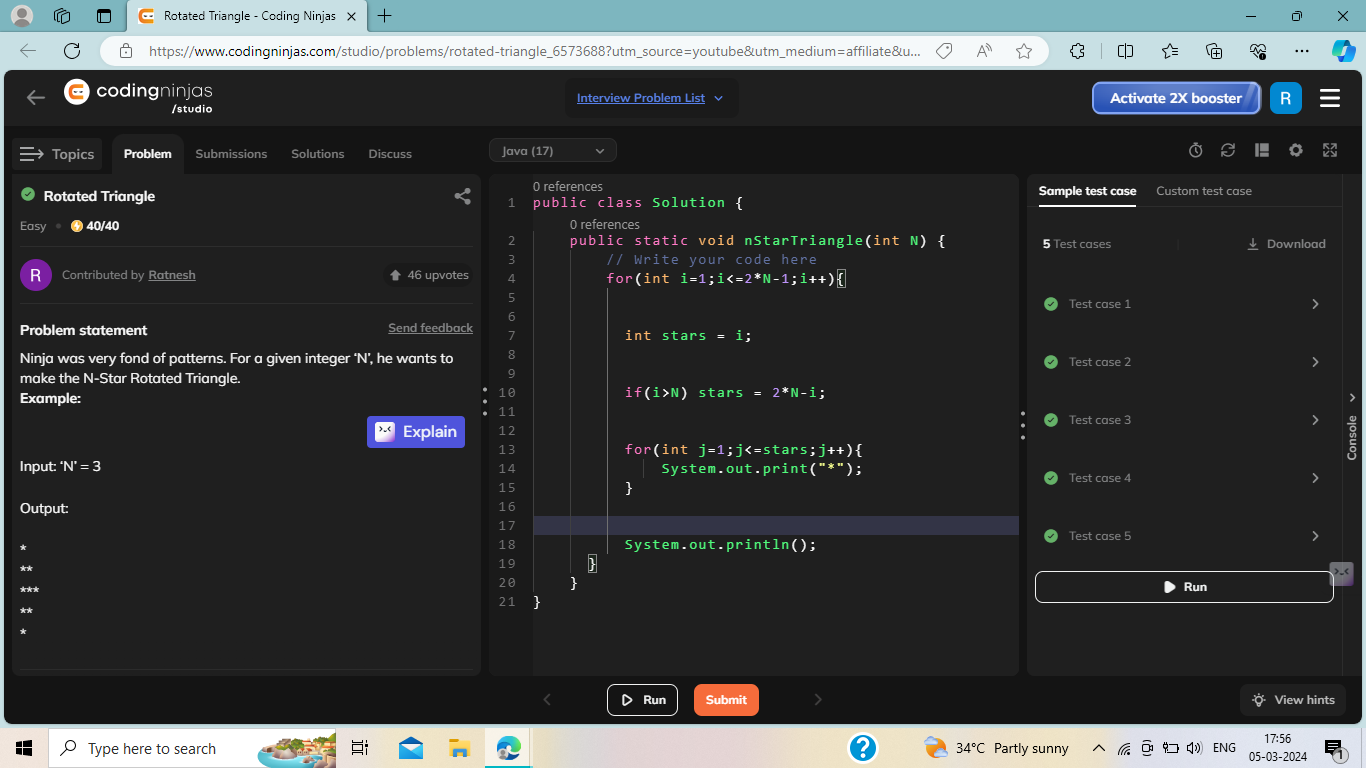 Rotated Triangle - Coding Ninjas
https://www.codingninjas.com/studio/problems/rotated-triangle_6573688?utm_source=youtube&utm_medium=affiliate&u...
codingninjas
/studio
Interview Problem List
Activate 2X booster
R
Topics
Problem
Submissions
Solutions
Discuss
Rotated Triangle
Easy
40/40
R
Contributed by Ratnesh
46 upvotes
Problem statement
Send feedback
Ninja was very fond of patterns. For a given integer ‘N’, he wants to
make the N-Star Rotated Triangle.
Example:
Explain
Input: ‘N’ = 3
Output:
*
**
***
**
*
Java (17)
0 references
1 public class Solution {
0 references
2 public static void nStarTriangle(int N) {
3 // Write your code here
4 for(int i=1;i<=2*N-1;i++){
5
6
7 int stars = i;
8
9
10 if(i>N) stars = 2*N-i;
11
12
13 for(int j=1;j<=stars;j++){
14 System.out.print("*");
15 }
16
17
18 System.out.println();
19 }
20 }
21 }
Sample test case
Custom test case
5 Test cases
Download
Test case 1
Test case 2
Test case 3
Test case 4
Test case 5
Run
Console
Run
Submit
View hints
Type here to search
34°C Partly sunny
ENG
17:56
05-03-2024
1